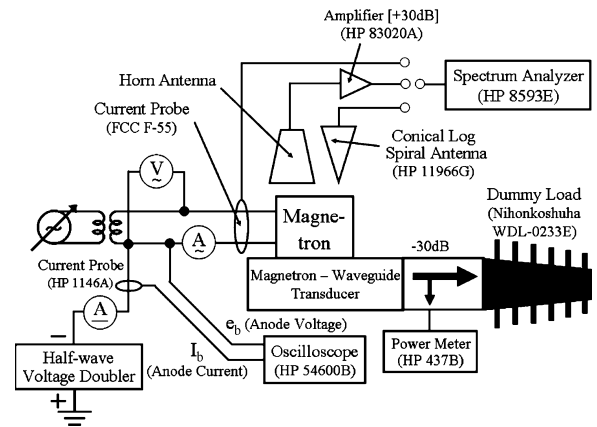 Amplifier [+30dB]
(HP 83020A)
Horn Antenna
Spectrum Analyzer
(HP 8593E)
Current Probe
(FCC F-55)
Conical Log
Spiral Antenna
(HP 11966G)
V
~
Dummy Load
(Nihonkoshuha
WDL-0233E)
Magne-
tron
A
~
-30dB
Current Probe
(HP 1146A)
Magnetron – Waveguide
Transducer
A
−
e_b (Anode Voltage)
I_b
(Anode Current)
Oscilloscope
(HP 54600B)
Power Meter
(HP 437B)
Half-wave
Voltage Doubler
+